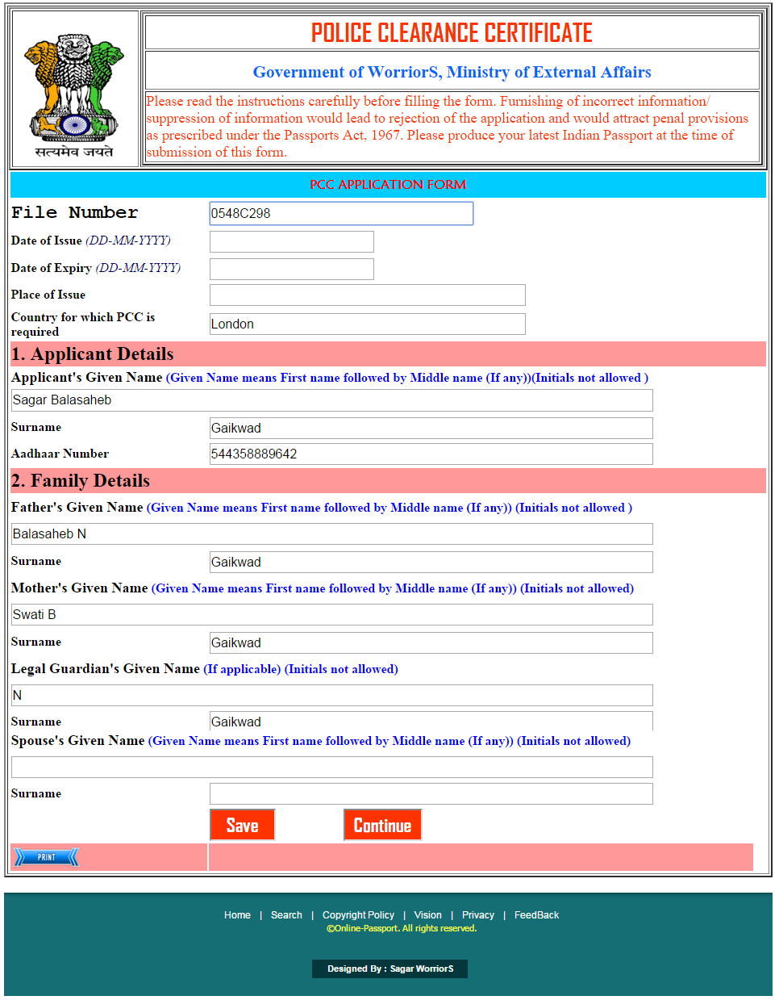 सत्यमेव जयते
POLICE CLEARANCE CERTIFICATE
Government of WorriorS, Ministry of External Affairs
Please read the instructions carefully before filling the form. Furnishing of incorrect information/
suppression of information would lead to rejection of the application and would attract penal provisions
as prescribed under the Passports Act, 1967. Please produce your latest Indian Passport at the time of
submission of this form.
PCC APPLICATION FORM
File Number 0548C298
Date of Issue (DD-MM-YYYY)
Date of Expiry (DD-MM-YYYY)
Place of Issue
Country for which PCC is
required London
1. Applicant Details
Applicant's Given Name (Given Name means First name followed by Middle name (If any))(Initials not allowed )
Sagar Balasaheb
Surname Gaikwad
Aadhaar Number 544358889642
2. Family Details
Father's Given Name (Given Name means First name followed by Middle name (If any)) (Initials not allowed )
Balasaheb N
Surname Gaikwad
Mother's Given Name (Given Name means First name followed by Middle name (If any)) (Initials not allowed)
Swati B
Surname Gaikwad
Legal Guardian's Given Name (If applicable) (Initials not allowed)
N
Surname Gaikwad
Spouse's Given Name (Given Name means First name followed by Middle name (If any)) (Initials not allowed)
Surname
Save Continue
PRINT
Home | Search | Copyright Policy | Vision | Privacy | FeedBack
©Online-Passport. All rights reserved.
Designed By : Sagar WorriorS